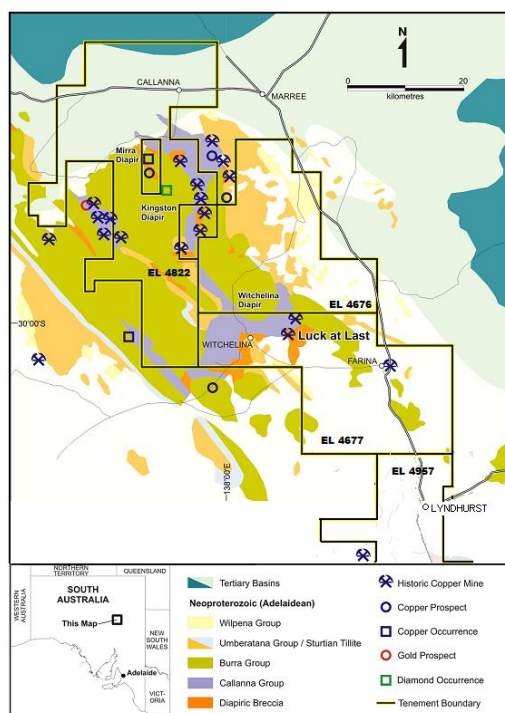 N
CALLANNA
MARREE
0 20
kilometres
Mirra
Diapir
Kingston
Diapir
EL 4822
Witchelina
Diapir
EL 4676
30°00'S
WITCHELINA
Luck at Last
FARINA
EL 4677
138°00'E
EL 4957
LYNDHURST
NORTHERN
TERRITORY
QUEENSLAND
WESTERN
AUSTRALIA
SOUTH
AUSTRALIA
This Map
NEW
SOUTH
WALES
Adelaide
VICT-
ORIA
Tertiary Basins
Neoproterozoic (Adelaidean)
Wilpena Group
Umberatana Group / Sturtian Tillite
Burra Group
Callanna Group
Diapiric Breccia
Historic Copper Mine
Copper Prospect
Copper Occurrence
Gold Prospect
Diamond Occurrence
Tenement Boundary